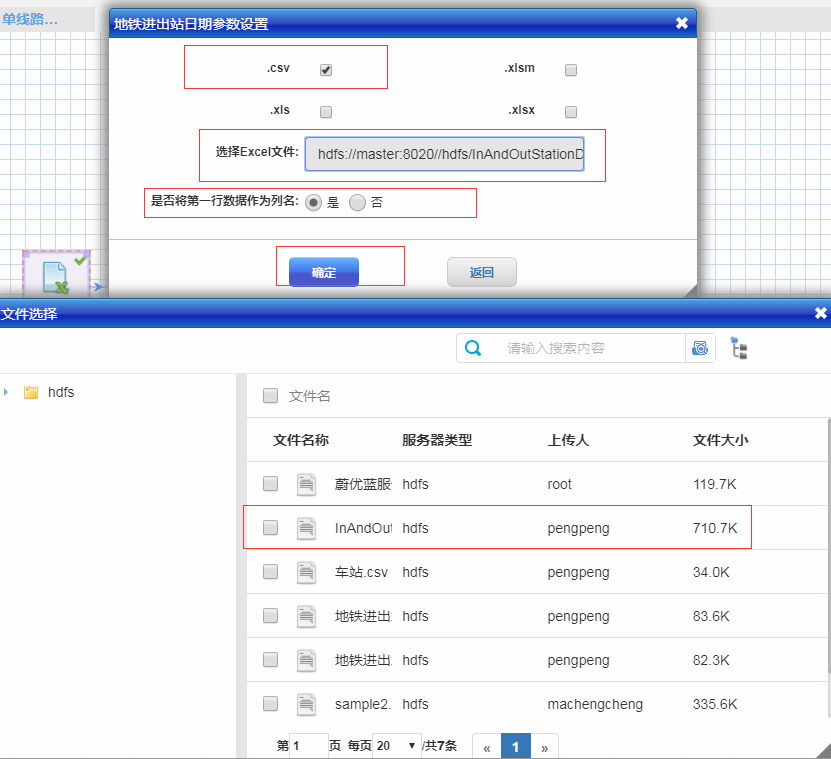 单线路...
地铁进出站日期参数设置
.csv .xlsm
.xls .xlsx
选择Excel文件: hdfs://master:8020//hdfs/InAndOutStationD
是否将第一行数据作为列名: 是 否
确定 返回
文件选择
请输入搜索内容
hdfs
文件名
文件名称 服务器类型 上传人 文件大小
蔚优蓝服 hdfs root 119.7K
InAndOut hdfs pengpeng 710.7K
车站.csv hdfs pengpeng 34.0K
地铁进出 hdfs pengpeng 83.6K
地铁进出 hdfs pengpeng 82.3K
sample2. hdfs machengcheng 335.6K
第 1 页 每页 20 /共7条 « 1 »